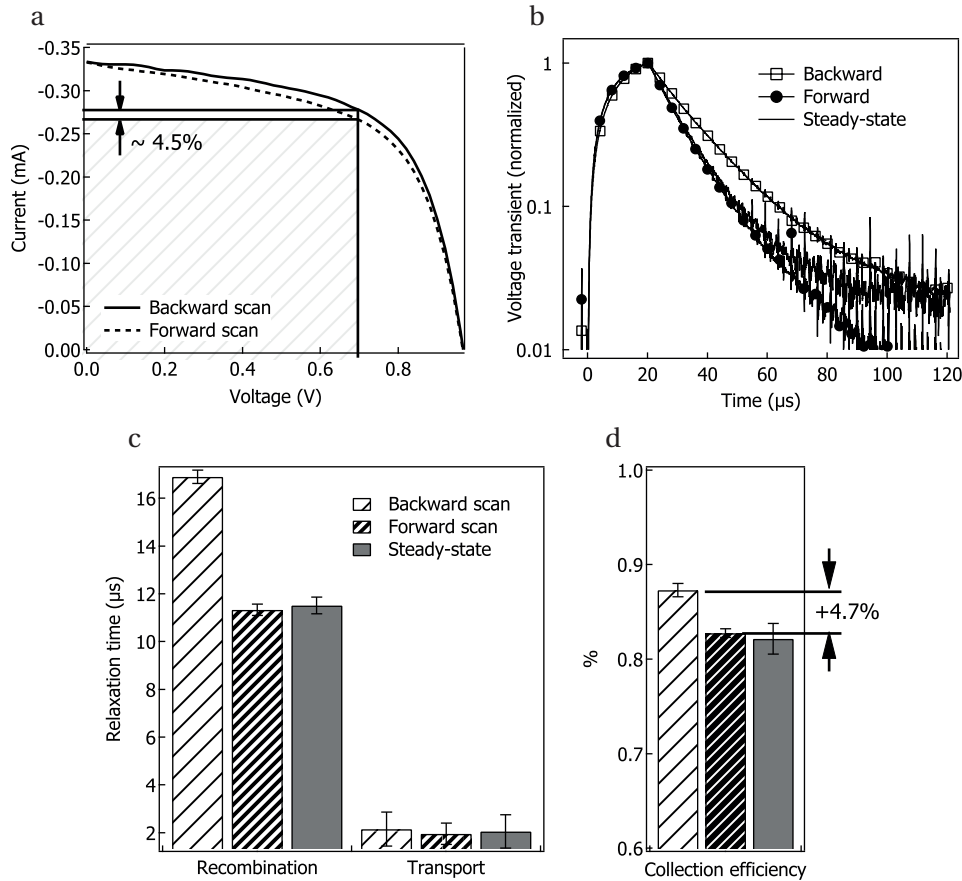 a
-0.35
-0.30
-0.25
-0.20
-0.15
-0.10
-0.05
0.00
Current (mA)
~ 4.5%
Backward scan
Forward scan
0.0 0.2 0.4 0.6 0.8
Voltage (V)
b
1
0.1
0.01
Voltage transient (normalized)
Backward
Forward
Steady-state
0 20 40 60 80 100 120
Time (µs)
c
16
14
12
10
8
6
4
2
Relaxation time (µs)
Backward scan
Forward scan
Steady-state
Recombination Transport
d
1.0
0.9
0.8
0.7
0.6
%
+4.7%
Collection efficiency